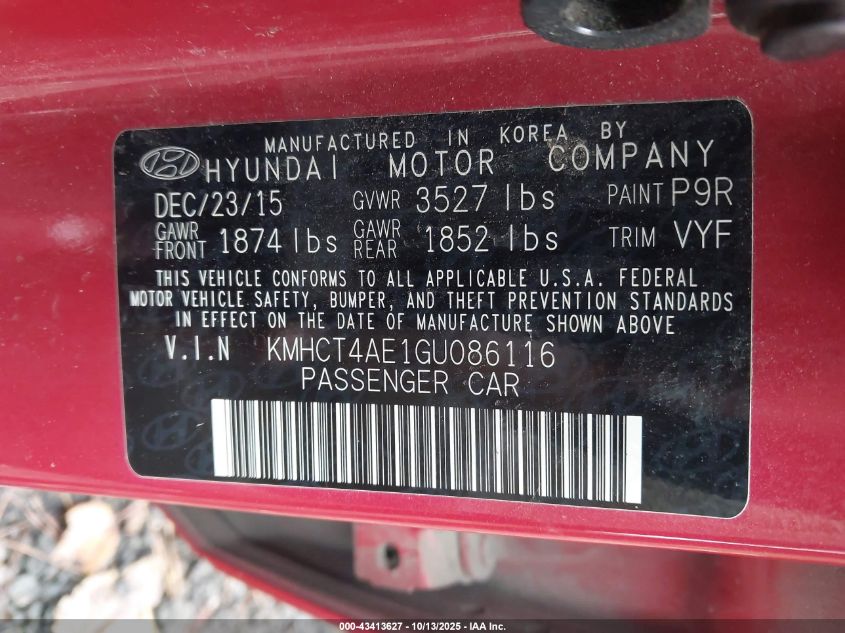 MANUFACTURED IN KOREA BY
HYUNDAI MOTOR COMPANY
DEC/23/15 GVWR 3527 lbs PAINT P9R
GAWR FRONT 1874 lbs GAWR REAR 1852 lbs TRIM VYF
THIS VEHICLE CONFORMS TO ALL APPLICABLE U.S.A. FEDERAL
MOTOR VEHICLE SAFETY, BUMPER, AND THEFT PREVENTION STANDARDS
IN EFFECT ON THE DATE OF MANUFACTURE SHOWN ABOVE
V.I.N KMHCT4AE1GU086116
PASSENGER CAR
000-43413627 - 10/13/2025 - IAA Inc.